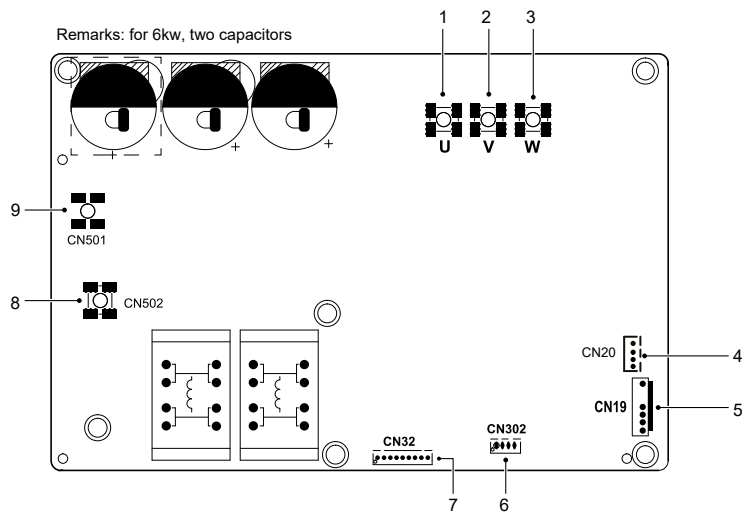 1 2 3
Remarks: for 6kw, two capacitors
+ + +
U V W
9
CN501
8 CN502
CN20 4
CN19 5
CN302
CN32
7 6